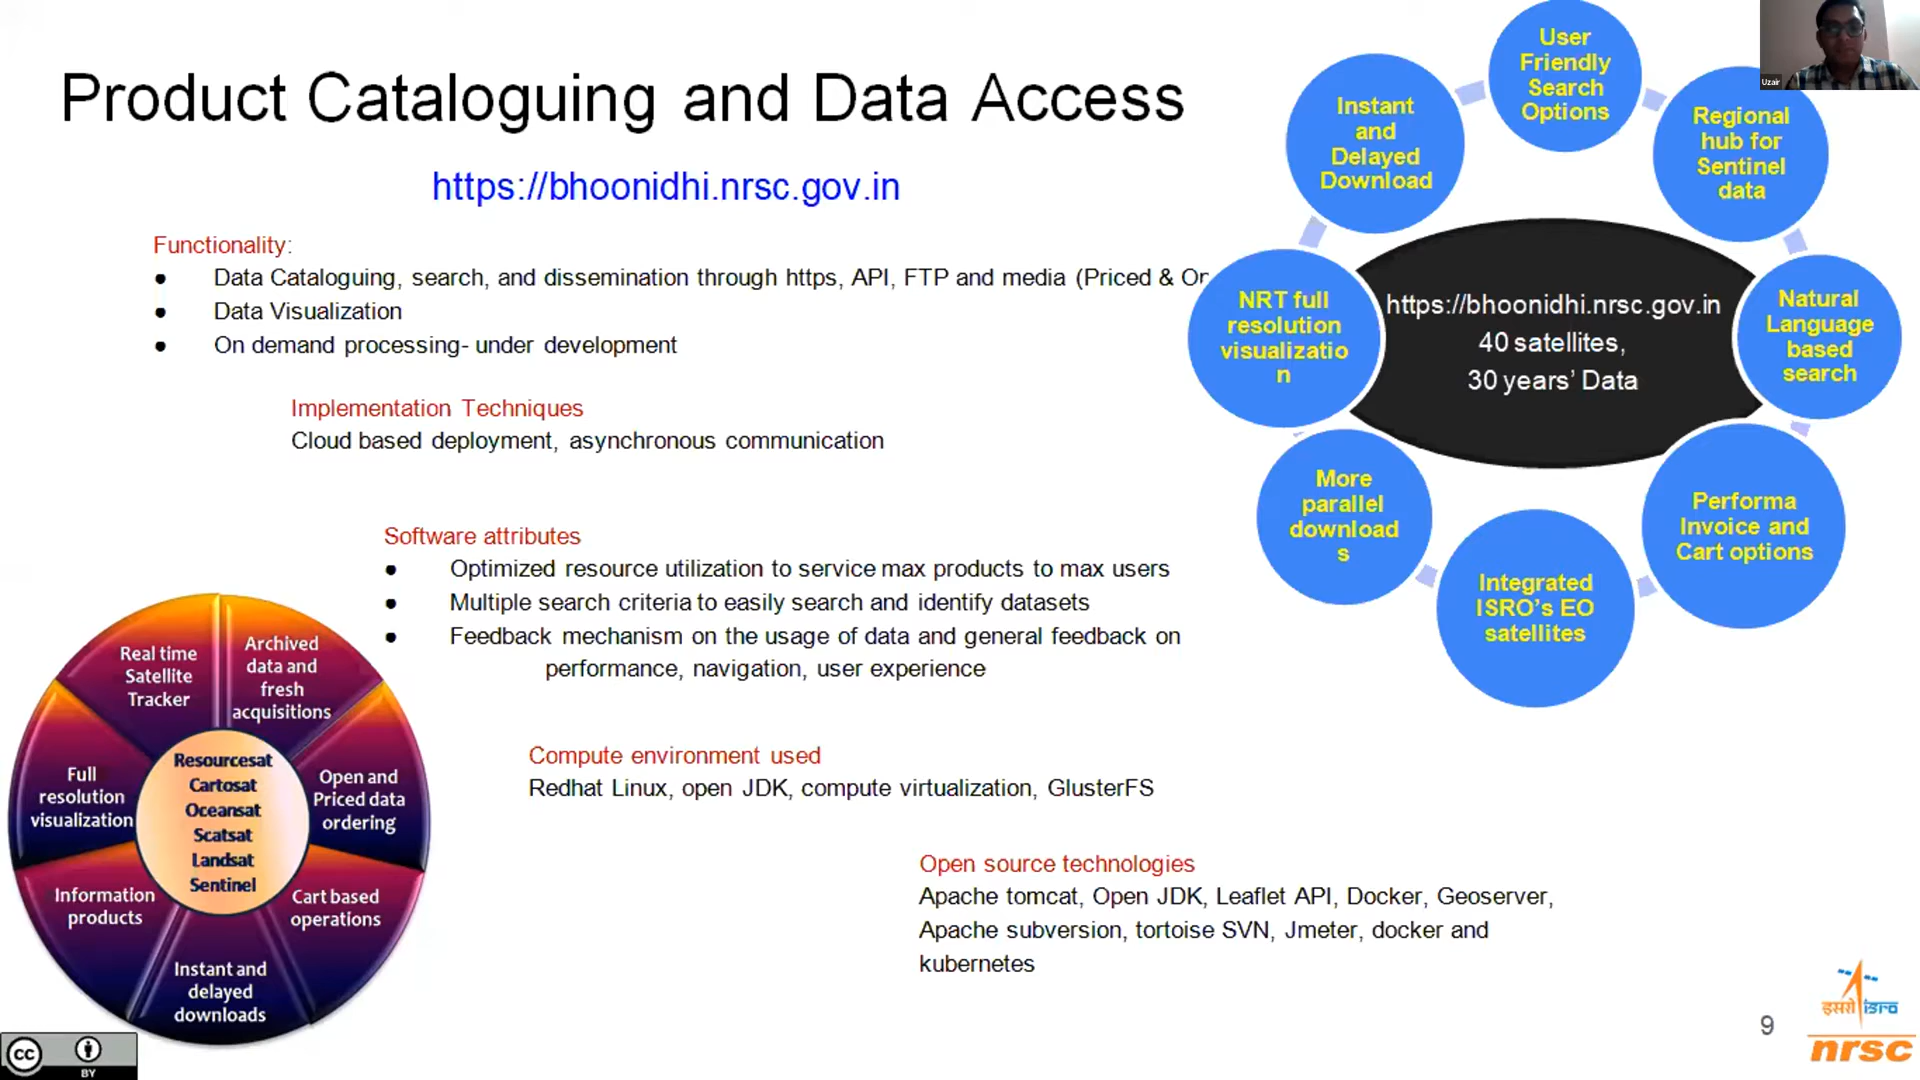 Product Cataloguing and Data Access
https://bhoonidhi.nrsc.gov.in
Functionality:
● Data Cataloguing, search, and dissemination through https, API, FTP and media (Priced &
● Data Visualization
● On demand processing- under development
Implementation Techniques
Cloud based deployment, asynchronous communication
Software attributes
● Optimized resource utilization to service max products to max users
● Multiple search criteria to easily search and identify datasets
● Feedback mechanism on the usage of data and general feedback on
performance, navigation, user experience
Compute environment used
Redhat Linux, open JDK, compute virtualization, GlusterFS
Open source technologies
Apache tomcat, Open JDK, Leaflet API, Docker, Geoserver,
Apache subversion, tortoise SVN, Jmeter, docker and
kubernetes
User
Friendly
Search
Options
Regional
hub for
Sentinel
data
Natural
Language
based
search
Performa
Invoice and
Cart options
Integrated
ISRO's EO
satellites
More
parallel
download
s
NRT full
resolution
visualizatio
n
Instant
and
Delayed
Download
https://bhoonidhi.nrsc.gov.in
40 satellites,
30 years' Data
Real time
Satellite
Tracker
Archived
data and
fresh
acquisitions
Open and
Priced data
ordering
Cart based
operations
Instant and
delayed
downloads
Information
products
Full
resolution
visualization
Resourcesat
Cartosat
Oceansat
Scatsat
Landsat
Sentinel
Uzair
cc
BY
9
इसरो isro
nrsc